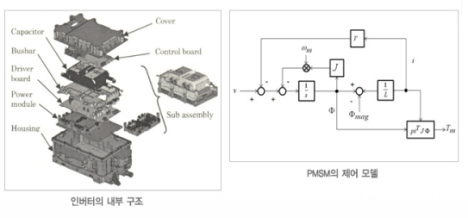 Cover
Capacitor
Control board
Busbar
Driver
board
Power
module
Sub assembly
Housing
인버터의 내부 구조
r
ω_m
i
J
v
1/s
1/L
Φ
Φ_mag
pi^T JΦ
T_m
PMSM의 제어 모델